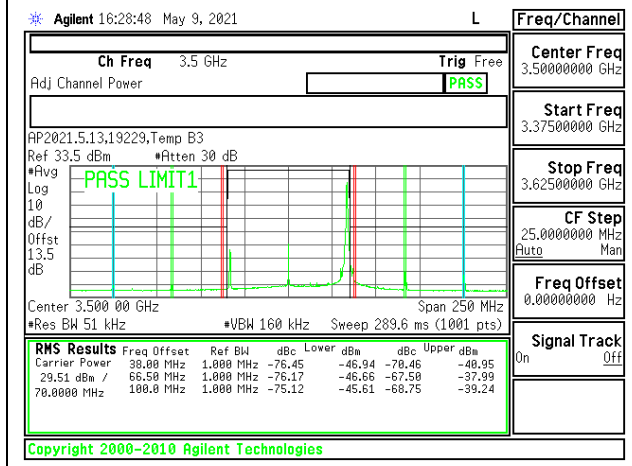 Agilent 16:28:48 May 9, 2021 L
Ch Freq 3.5 GHz Trig Free
Adj Channel Power PASS
AP2021.5.13,19229,Temp B3
Ref 33.5 dBm #Atten 30 dB
#Avg
Log
10
dB/
Offst
13.5
dB
PASS LIMIT1
Center 3.500 00 GHz Span 250 MHz
#Res BW 51 kHz #VBW 160 kHz Sweep 289.6 ms (1001 pts)
RMS Results Freq Offset Ref BW dBc Lower dBm dBc Upper dBm
Carrier Power 38.00 MHz 1.000 MHz -76.45 -46.94 -70.46 -40.95
29.51 dBm / 66.50 MHz 1.000 MHz -76.17 -46.66 -67.50 -37.99
70.0000 MHz 100.0 MHz 1.000 MHz -75.12 -45.61 -68.75 -39.24
Copyright 2000-2010 Agilent Technologies
Freq/Channel
Center Freq
3.50000000 GHz
Start Freq
3.37500000 GHz
Stop Freq
3.62500000 GHz
CF Step
25.0000000 MHz
Auto Man
Freq Offset
0.00000000 Hz
Signal Track
On Off